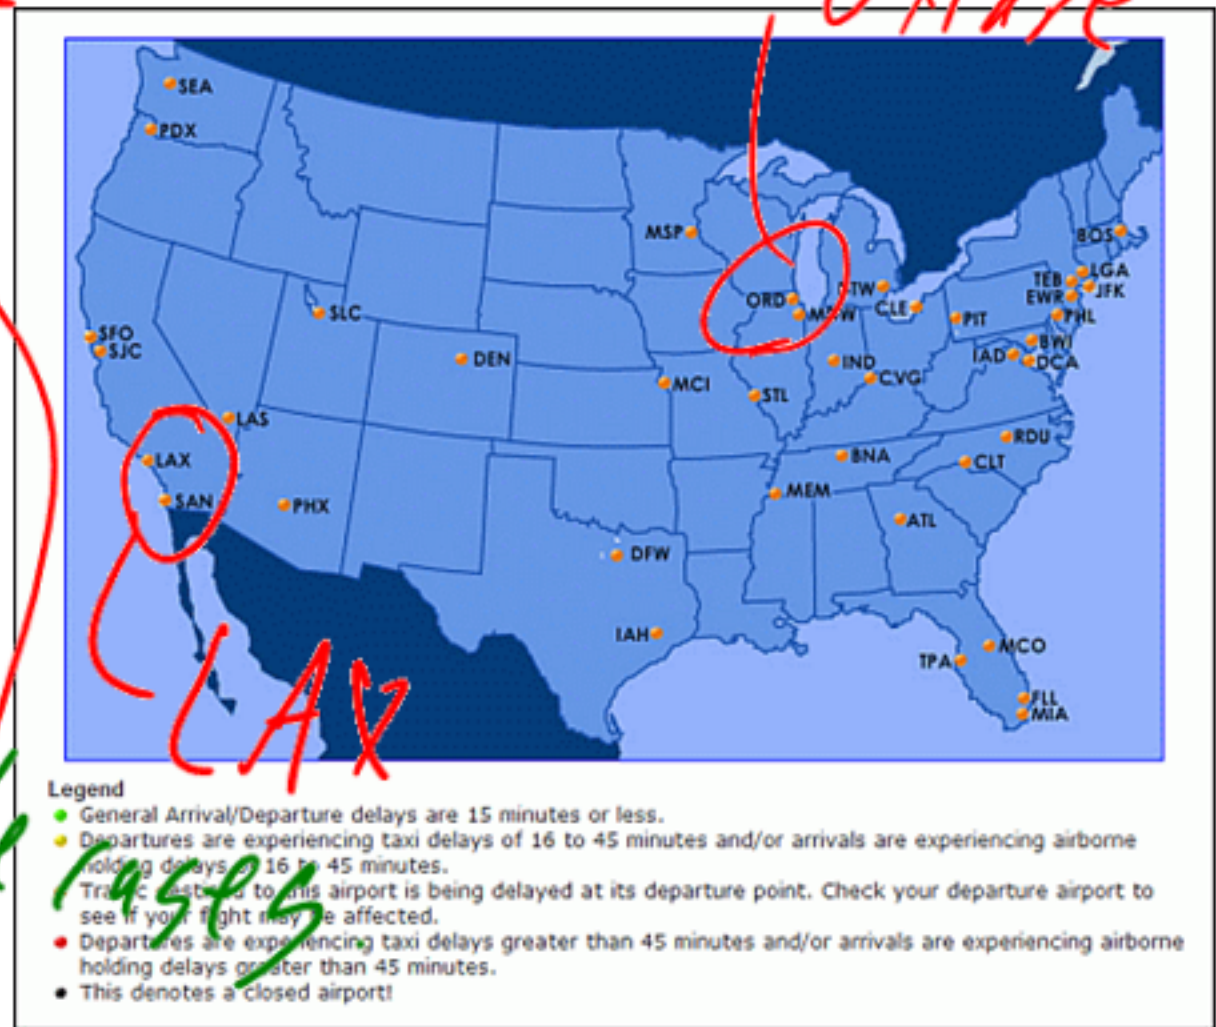 SEA
PDX
MSP
BOS
LGA
TEB
JFK
EWR
ORD
CLE
SLC
PIT
PHL
SFO
SJC
DEN
IND
BWI
IAD
DCA
MCI
CVG
STL
LAS
RDU
LAX
BNA
CLT
SAN
PHX
MEM
ATL
DFW
IAH
MCO
TPA
FLL
MIA
LAX
Legend
General Arrival/Departure delays are 15 minutes or less.
Departures are experiencing taxi delays of 16 to 45 minutes and/or arrivals are experiencing airborne
holding delays of 16 to 45 minutes.
Traffic destined to this airport is being delayed at its departure point. Check your departure airport to
see if your flight may be affected.
Departures are experiencing taxi delays greater than 45 minutes and/or arrivals are experiencing airborne
holding delays greater than 45 minutes.
This denotes a closed airport!